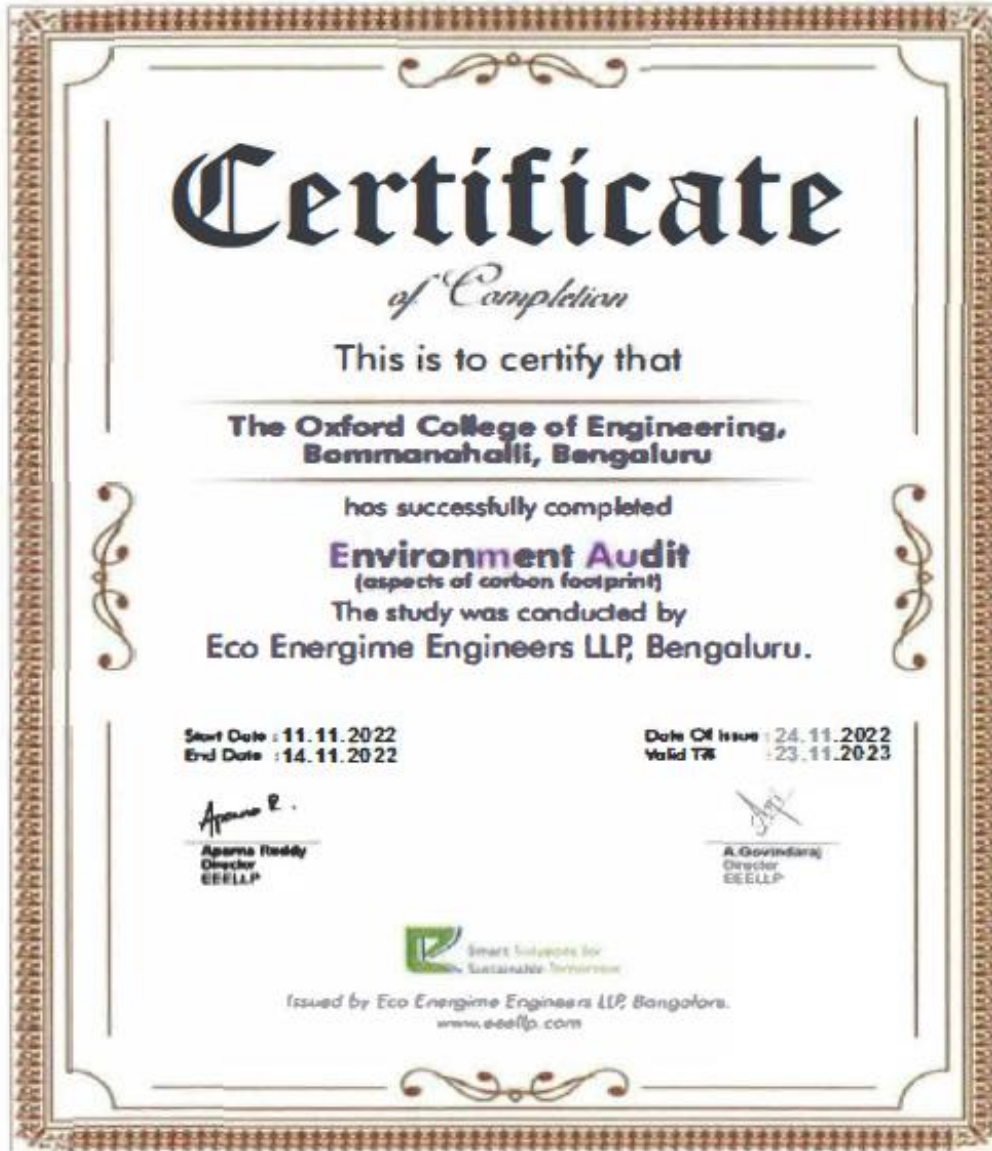 Certificate
of Completion
This is to certify that
The Oxford College of Engineering,
Bommanahalli, Bengaluru
has successfully completed
Environment Audit
(aspects of carbon footprint)
The study was conducted by
Eco Energime Engineers LLP, Bengaluru.
Start Date : 11.11.2022
End Date : 14.11.2022
Date Of Issue : 24.11.2022
Valid Till : 23.11.2023
Aparna R.
Aparna Reddy
Director
EEELLP
A.Govindaraj
Director
EEELLP
Smart Solutions for
Sustainable Tomorrow
Issued by Eco Energime Engineers LLP, Bangalore.
www.eeellp.com